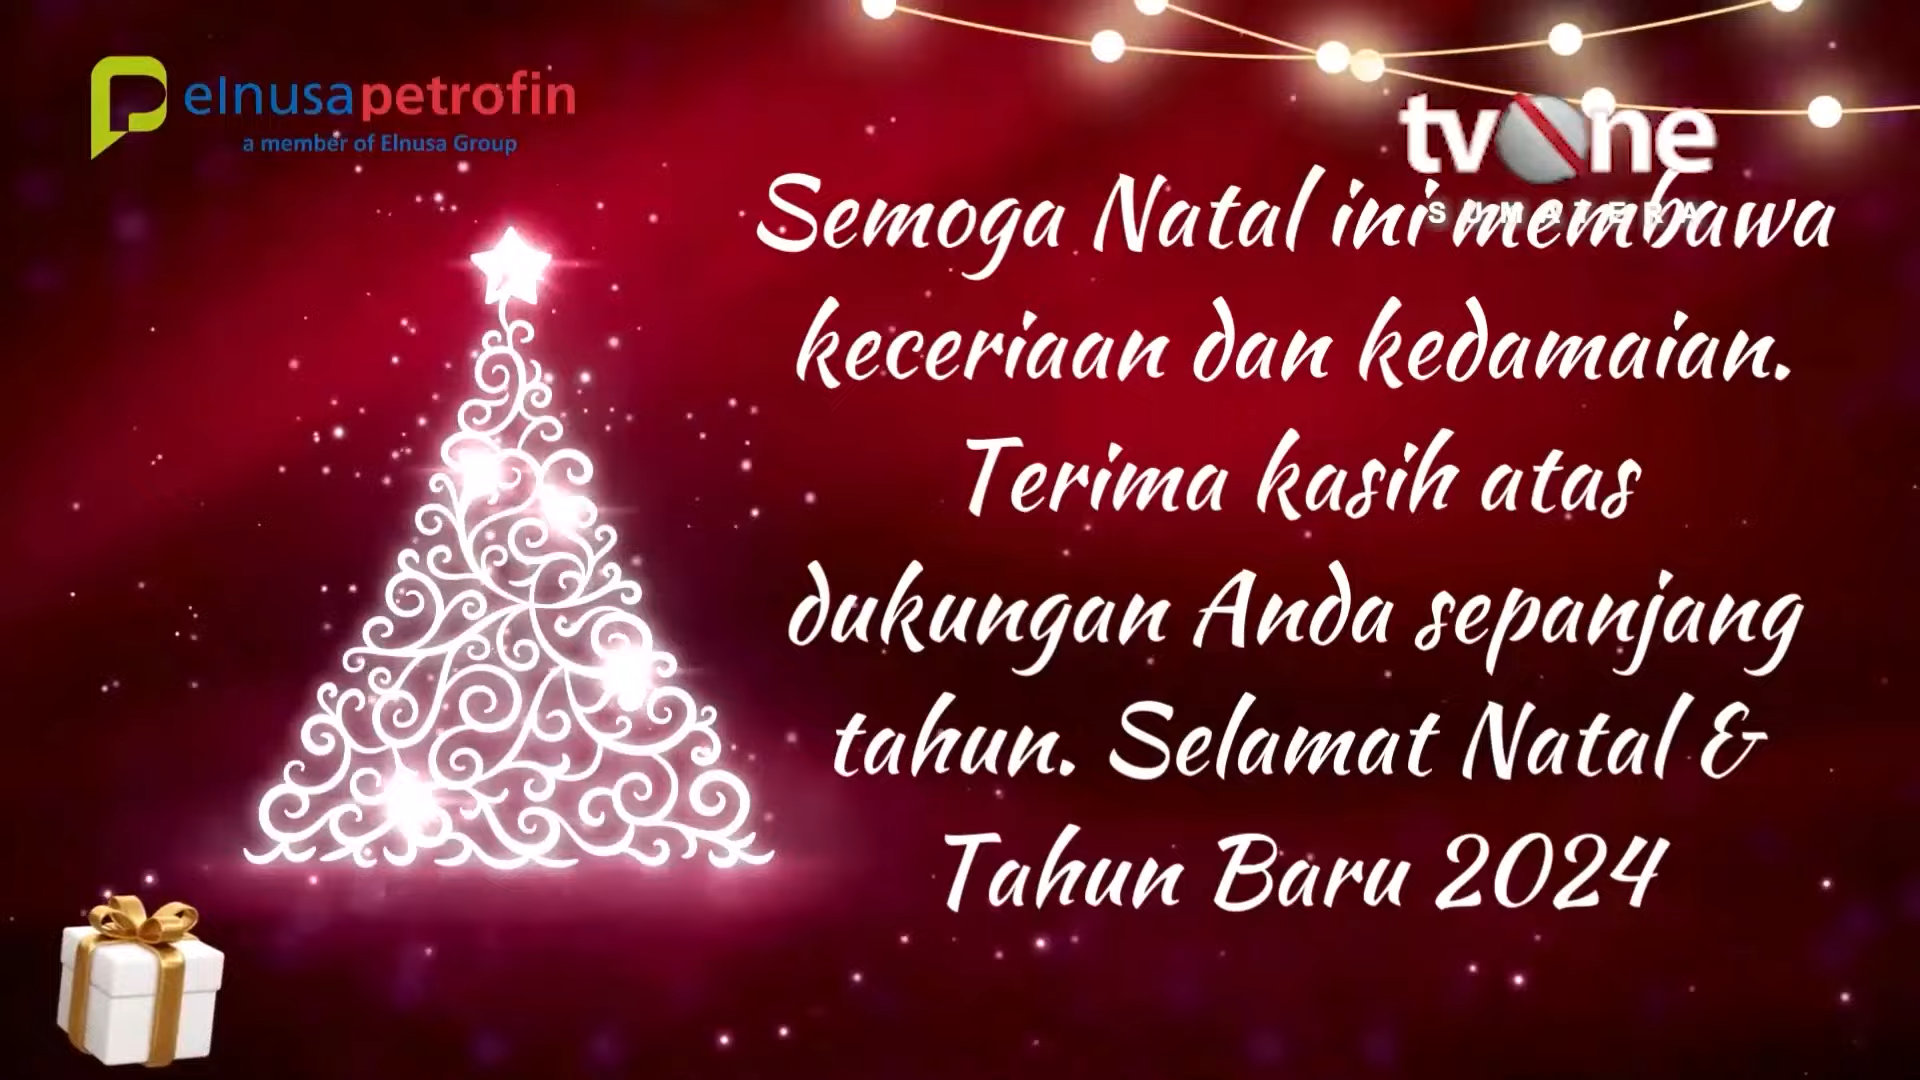 elnusapetrofin
a member of Elnusa Group
tvOne
SUMATERA
Semoga Natal ini membawa
keceriaan dan kedamaian.
Terima kasih atas
dukungan Anda sepanjang
tahun. Selamat Natal &
Tahun Baru 2024